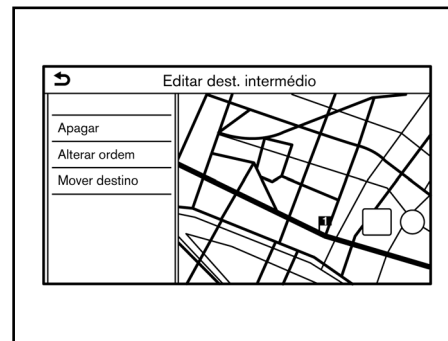 Editar dest. intermédio
Apagar
Alterar ordem
Mover destino
1